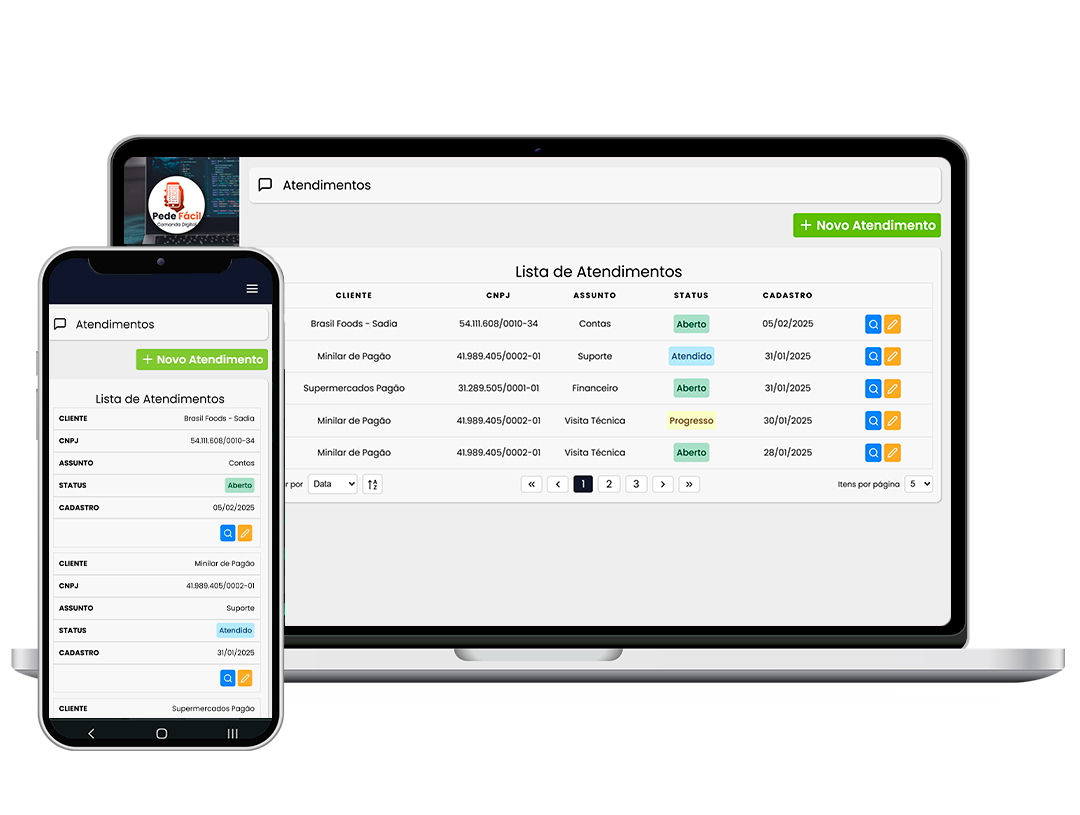 Pede Fácil
Comanda Digital
Atendimentos
+ Novo Atendimento
Lista de Atendimentos
CLIENTE CNPJ ASSUNTO STATUS CADASTRO
Brasil Foods - Sadia 54.111.608/0010-34 Contas Aberto 05/02/2025
Minilar de Pagão 41.989.405/0002-01 Suporte Atendido 31/01/2025
Supermercados Pagão 31.289.505/0001-01 Financeiro Aberto 31/01/2025
Minilar de Pagão 41.989.405/0002-01 Visita Técnica Progresso 30/01/2025
Minilar de Pagão 41.989.405/0002-01 Visita Técnica Aberto 28/01/2025
r por Data « ‹ 1 2 3 › » Itens por página 5
Atendimentos
+ Novo Atendimento
Lista de Atendimentos
CLIENTE Brasil Foods - Sadia
CNPJ 54.111.608/0010-34
ASSUNTO Contas
STATUS Aberto
CADASTRO 05/02/2025
CLIENTE Minilar de Pagão
CNPJ 41.989.405/0002-01
ASSUNTO Suporte
STATUS Atendido
CADASTRO 31/01/2025
CLIENTE Supermercados Pagão